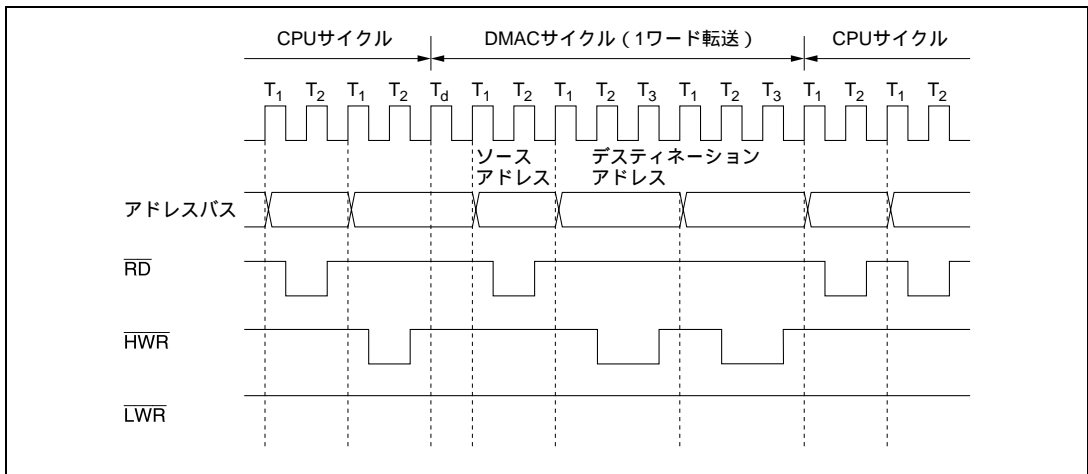 CPUサイクル DMACサイクル（1ワード転送） CPUサイクル
T1 T2 T1 T2 Td T1 T2 T1 T2 T3 T1 T2 T3 T1 T2 T1 T2
ソース
アドレス
デスティネーション
アドレス
アドレスバス
RD
HWR
LWR